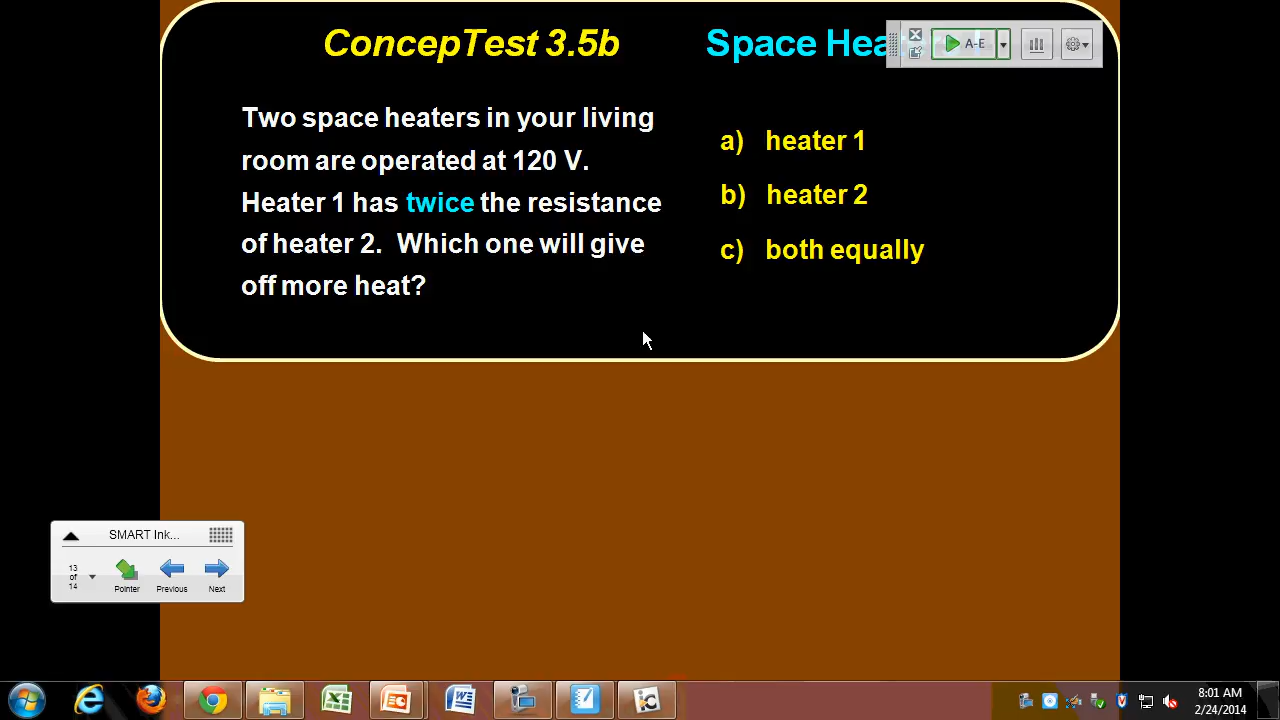 ConcepTest 3.5b
Space Hea
A-E
Two space heaters in your living
room are operated at 120 V.
Heater 1 has twice the resistance
of heater 2. Which one will give
off more heat?
a) heater 1
b) heater 2
c) both equally
SMART Ink...
13
of
14
Pointer
Previous
Next
8:01 AM
2/24/2014